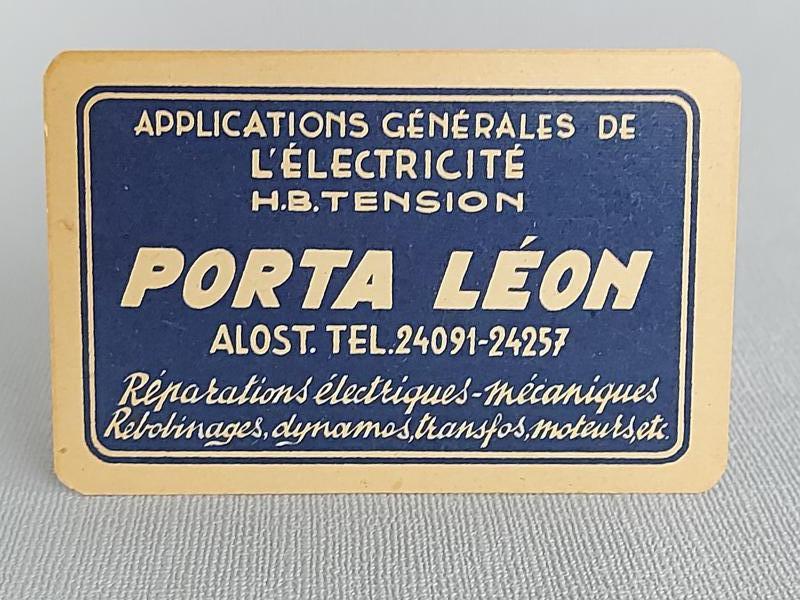 APPLICATIONS GÉNÉRALES DE
L'ÉLECTRICITÉ
H.B. TENSION
PORTA LÉON
ALOST. TEL. 24091-24257
Réparations électriques-mécaniques
Rebobinages, dynamos, transfos, moteurs, etc.